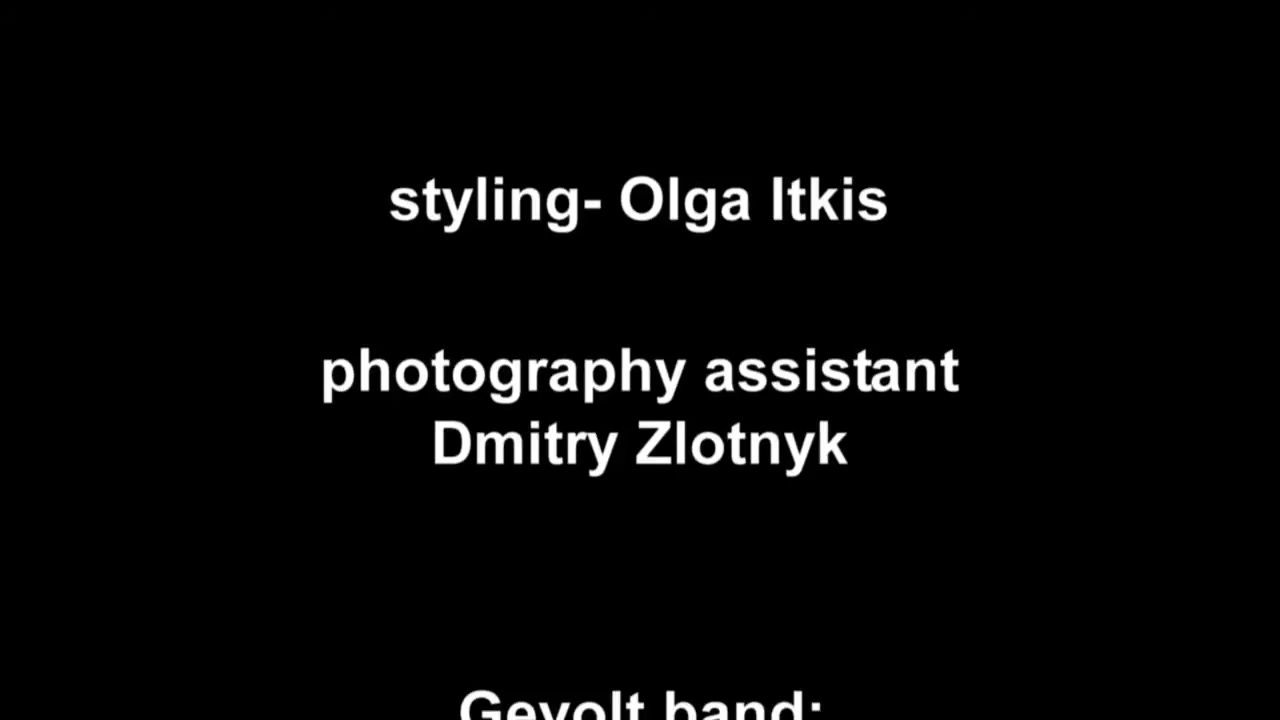 styling- Olga Itkis
photography assistant
Dmitry Zlotnyk
Gevolt band: